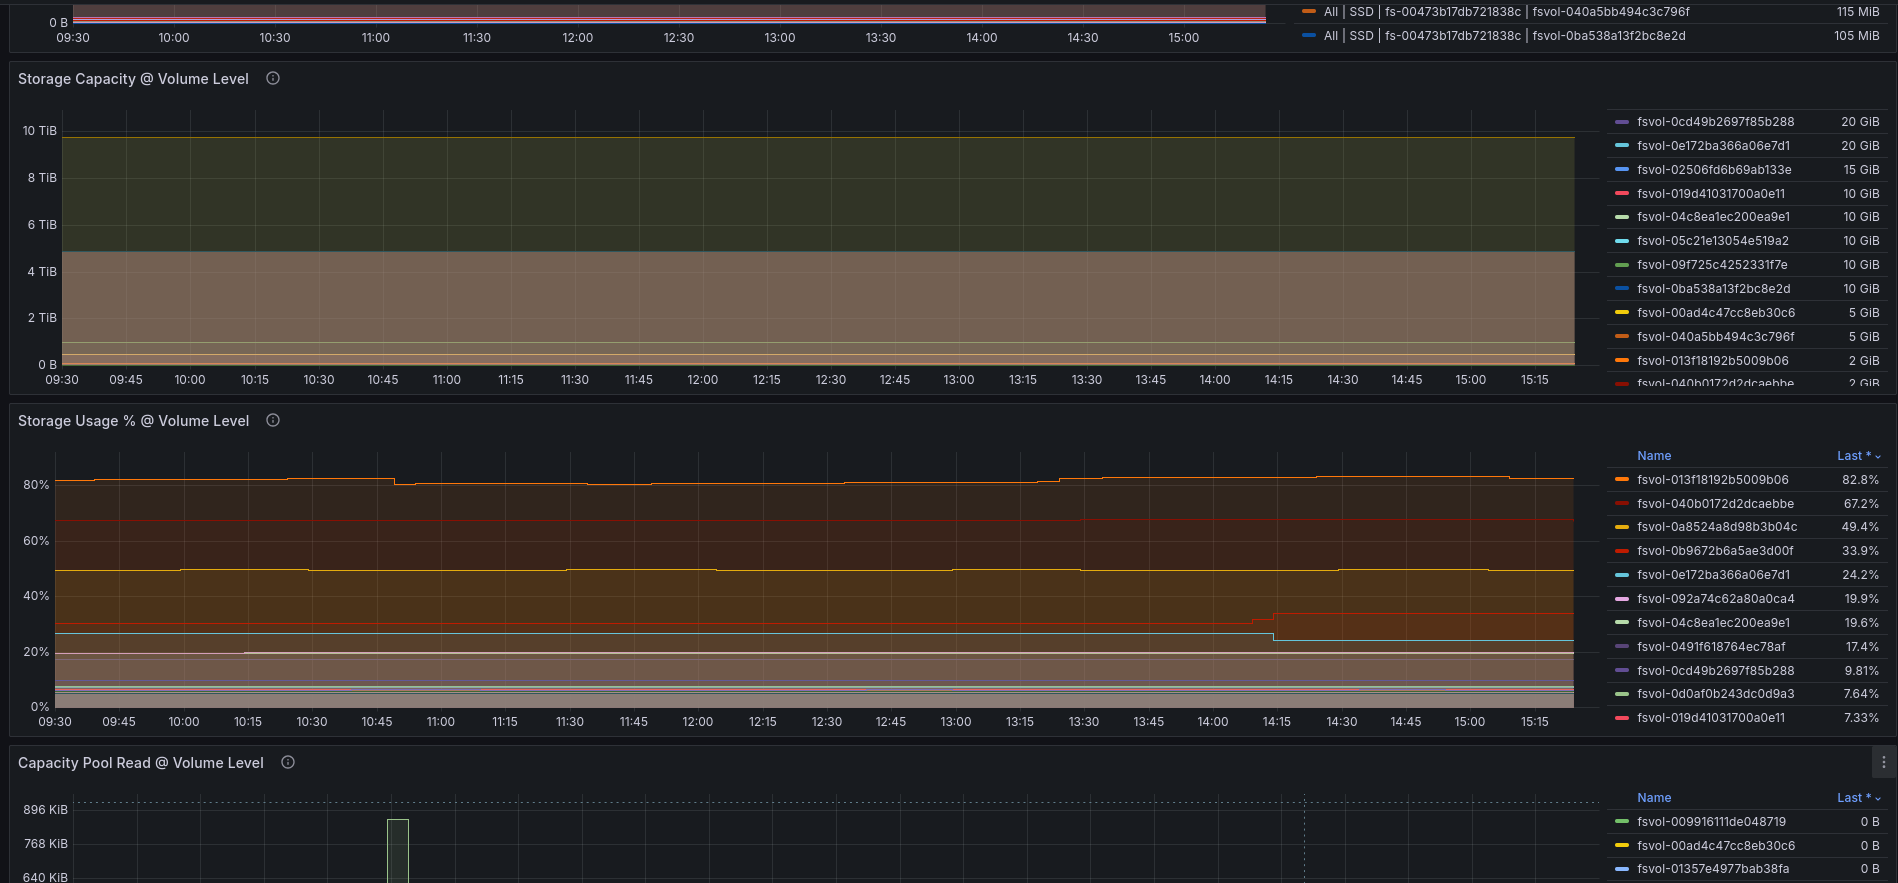 0 B
09:30 10:00 10:30 11:00 11:30 12:00 12:30 13:00 13:30 14:00 14:30 15:00
All | SSD | fs-00473b17db721838c | fsvol-040a5bb494c3c796f 115 MiB
All | SSD | fs-00473b17db721838c | fsvol-0ba538a13f2bc8e2d 105 MiB
Storage Capacity @ Volume Level
10 TiB
8 TiB
6 TiB
4 TiB
2 TiB
0 B
09:30 09:45 10:00 10:15 10:30 10:45 11:00 11:15 11:30 11:45 12:00 12:15 12:30 12:45 13:00 13:15 13:30 13:45 14:00 14:15 14:30 14:45 15:00 15:15
fsvol-0cd49b2697f85b288 20 GiB
fsvol-0e172ba366a06e7d1 20 GiB
fsvol-02506fd6b69ab133e 15 GiB
fsvol-019d41031700a0e11 10 GiB
fsvol-04c8ea1ec200ea9e1 10 GiB
fsvol-05c21e13054e519a2 10 GiB
fsvol-09f725c4252331f7e 10 GiB
fsvol-0ba538a13f2bc8e2d 10 GiB
fsvol-00ad4c47cc8eb30c6 5 GiB
fsvol-040a5bb494c3c796f 5 GiB
fsvol-013f18192b5009b06 2 GiB
fsvol-040b0172d2dcaebbe 2 GiB
Storage Usage % @ Volume Level
80%
60%
40%
20%
0%
09:30 09:45 10:00 10:15 10:30 10:45 11:00 11:15 11:30 11:45 12:00 12:15 12:30 12:45 13:00 13:15 13:30 13:45 14:00 14:15 14:30 14:45 15:00 15:15
Name Last *
fsvol-013f18192b5009b06 82.8%
fsvol-040b0172d2dcaebbe 67.2%
fsvol-0a8524a8d98b3b04c 49.4%
fsvol-0b9672b6a5ae3d00f 33.9%
fsvol-0e172ba366a06e7d1 24.2%
fsvol-092a74c62a80a0ca4 19.9%
fsvol-04c8ea1ec200ea9e1 19.6%
fsvol-0491f618764ec78af 17.4%
fsvol-0cd49b2697f85b288 9.81%
fsvol-0d0af0b243dc0d9a3 7.64%
fsvol-019d41031700a0e11 7.33%
Capacity Pool Read @ Volume Level
896 KiB
768 KiB
640 KiB
Name Last *
fsvol-009916111de048719 0 B
fsvol-00ad4c47cc8eb30c6 0 B
fsvol-01357e4977bab38fa 0 B